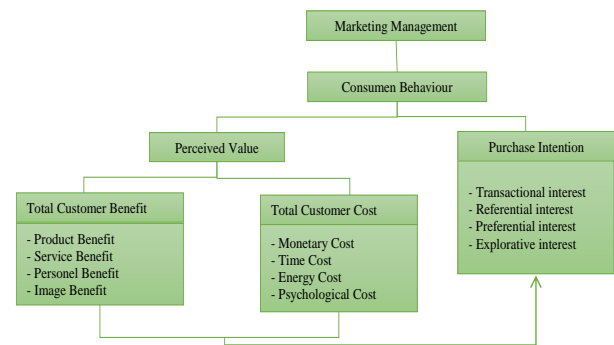 Marketing Management
Consumen Behaviour
Perceived Value
Purchase Intention
- Transactional interest
- Referential interest
- Preferential interest
- Explorative interest
Total Customer Benefit
- Product Benefit
- Service Benefit
- Personel Benefit
- Image Benefit
Total Customer Cost
- Monetary Cost
- Time Cost
- Energy Cost
- Psychological Cost